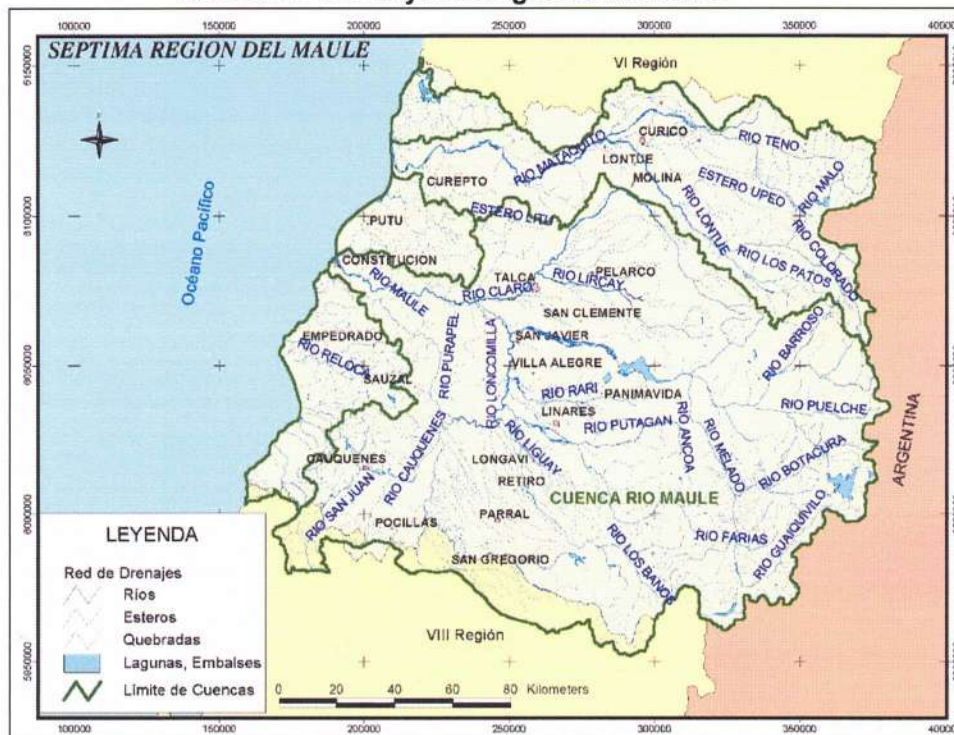 100000 150000 200000 250000 300000 350000
SEPTIMA REGION DEL MAULE
VI Región
CURICO
RIO TENO
RIO MATAQUITO
LONTUE
MOLINA
CUREPTO
ESTERO UPEO
RIO MALO
ESTERO LITU
RIO LONTUE
PUTU
RIO COLORADO
RIO LOS PATOS
Océano Pacífico
CONSTITUCION
TALCA
PELARCO
RIO LIRCAY
RIO CLARO
RIO MAULE
SAN CLEMENTE
RIO BARROSO
EMPEDRADO
SAN JAVIER
RIO RELOCA
RIO PURAPEL
RIO LONCOMILLA
VILLA ALEGRE
SAUZAL
RIO RARI
PANIMAVIDA
RIO PUELCHE
LINARES
RIO PUTAGAN
RIO ANCOA
RIO MELADO
ARGENTINA
RIO CAUQUENES
RIO LIGUAY
CAUQUENES
LONGAVI
RIO BOTACURA
RETIRO
RIO SAN JUAN
CUENCA RIO MAULE
RIO GUAIQUIVILO
POCILLAS
PARRAL
RIO FARIAS
SAN GREGORIO
RIO LOS BAÑOS
VIII Región
LEYENDA
Red de Drenajes
Ríos
Esteros
Quebradas
Lagunas, Embalses
Límite de Cuencas
0 20 40 60 80 Kilometers
100000 150000 200000 250000 300000 350000 400000